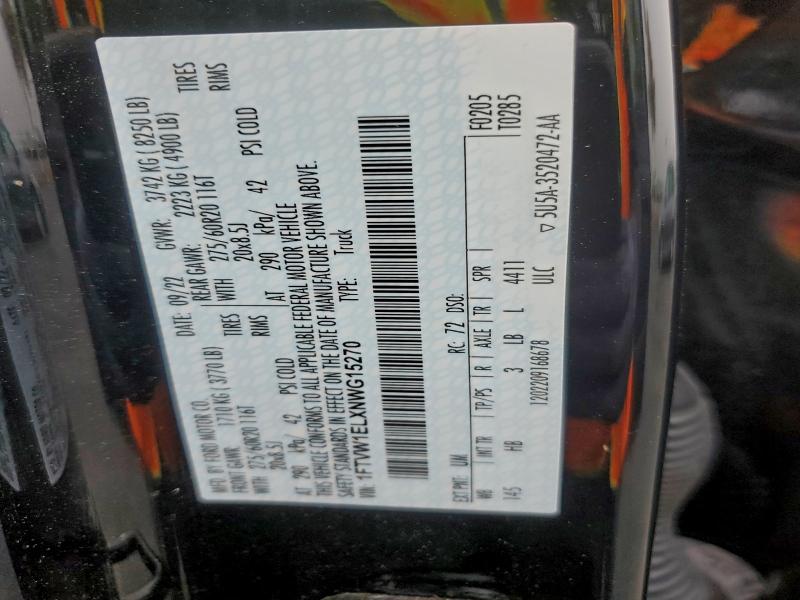 MFD. BY FORD MOTOR CO.
DATE: 09/22 GVWR: 3742 KG ( 8250 LB)
FRONT GAWR: 1710 KG ( 3770 LB) REAR GAWR: 2223 KG ( 4900 LB)
WITH 275/60R20 116T TIRES WITH 275/60R20 116T TIRES
20x8.5J RIMS 20x8.5J RIMS
AT 290 kPa/ 42 PSI COLD AT 290 kPa/ 42 PSI COLD
THIS VEHICLE CONFORMS TO ALL APPLICABLE FEDERAL MOTOR VEHICLE
SAFETY STANDARDS IN EFFECT ON THE DATE OF MANUFACTURE SHOWN ABOVE.
VIN: 1FTVW1ELXNWG15270 TYPE: Truck
F0205
T0285
EXT PNT: UM RC: 72 DSO:
WB INT TR TP/PS R AXLE TR SPR
145 HB 3 LB L 4411
120220916B678 ULC ▽5U5A-3520472-AA